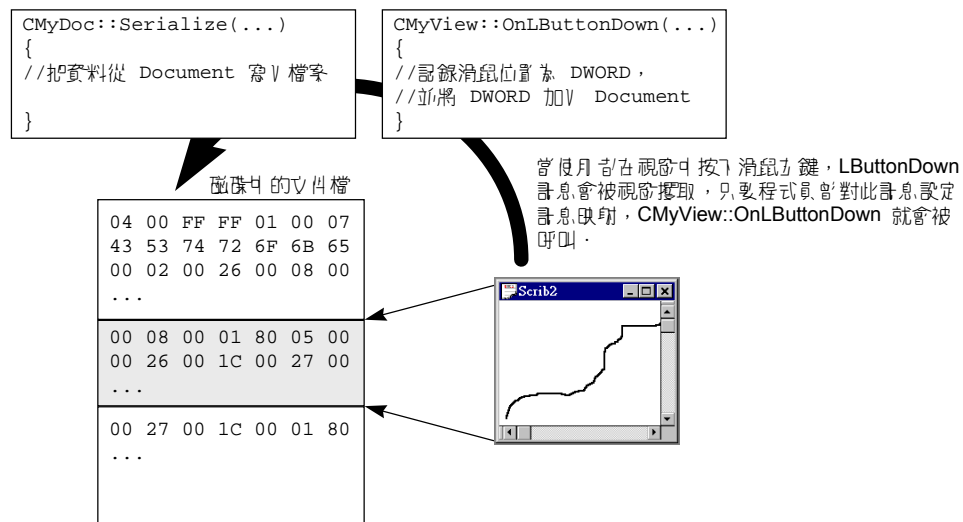 CMyDoc::Serialize(...)
{
//把資料從 Document 寫入檔案
}
CMyView::OnLButtonDown(...)
{
//記錄滑鼠位置為 DWORD，
//並將 DWORD 加入 Document
}
當使用者在視窗中按下滑鼠左鍵，LButtonDown
訊息會被視窗攫取，只要程式員曾對此訊息設定
訊息映射，CMyView::OnLButtonDown 就會被
呼叫．
磁碟中的文件檔
04 00 FF FF 01 00 07
43 53 74 72 6F 6B 65
00 02 00 26 00 08 00
...
00 08 00 01 80 05 00
00 26 00 1C 00 27 00
...
00 27 00 1C 00 01 80
...
Scrib2